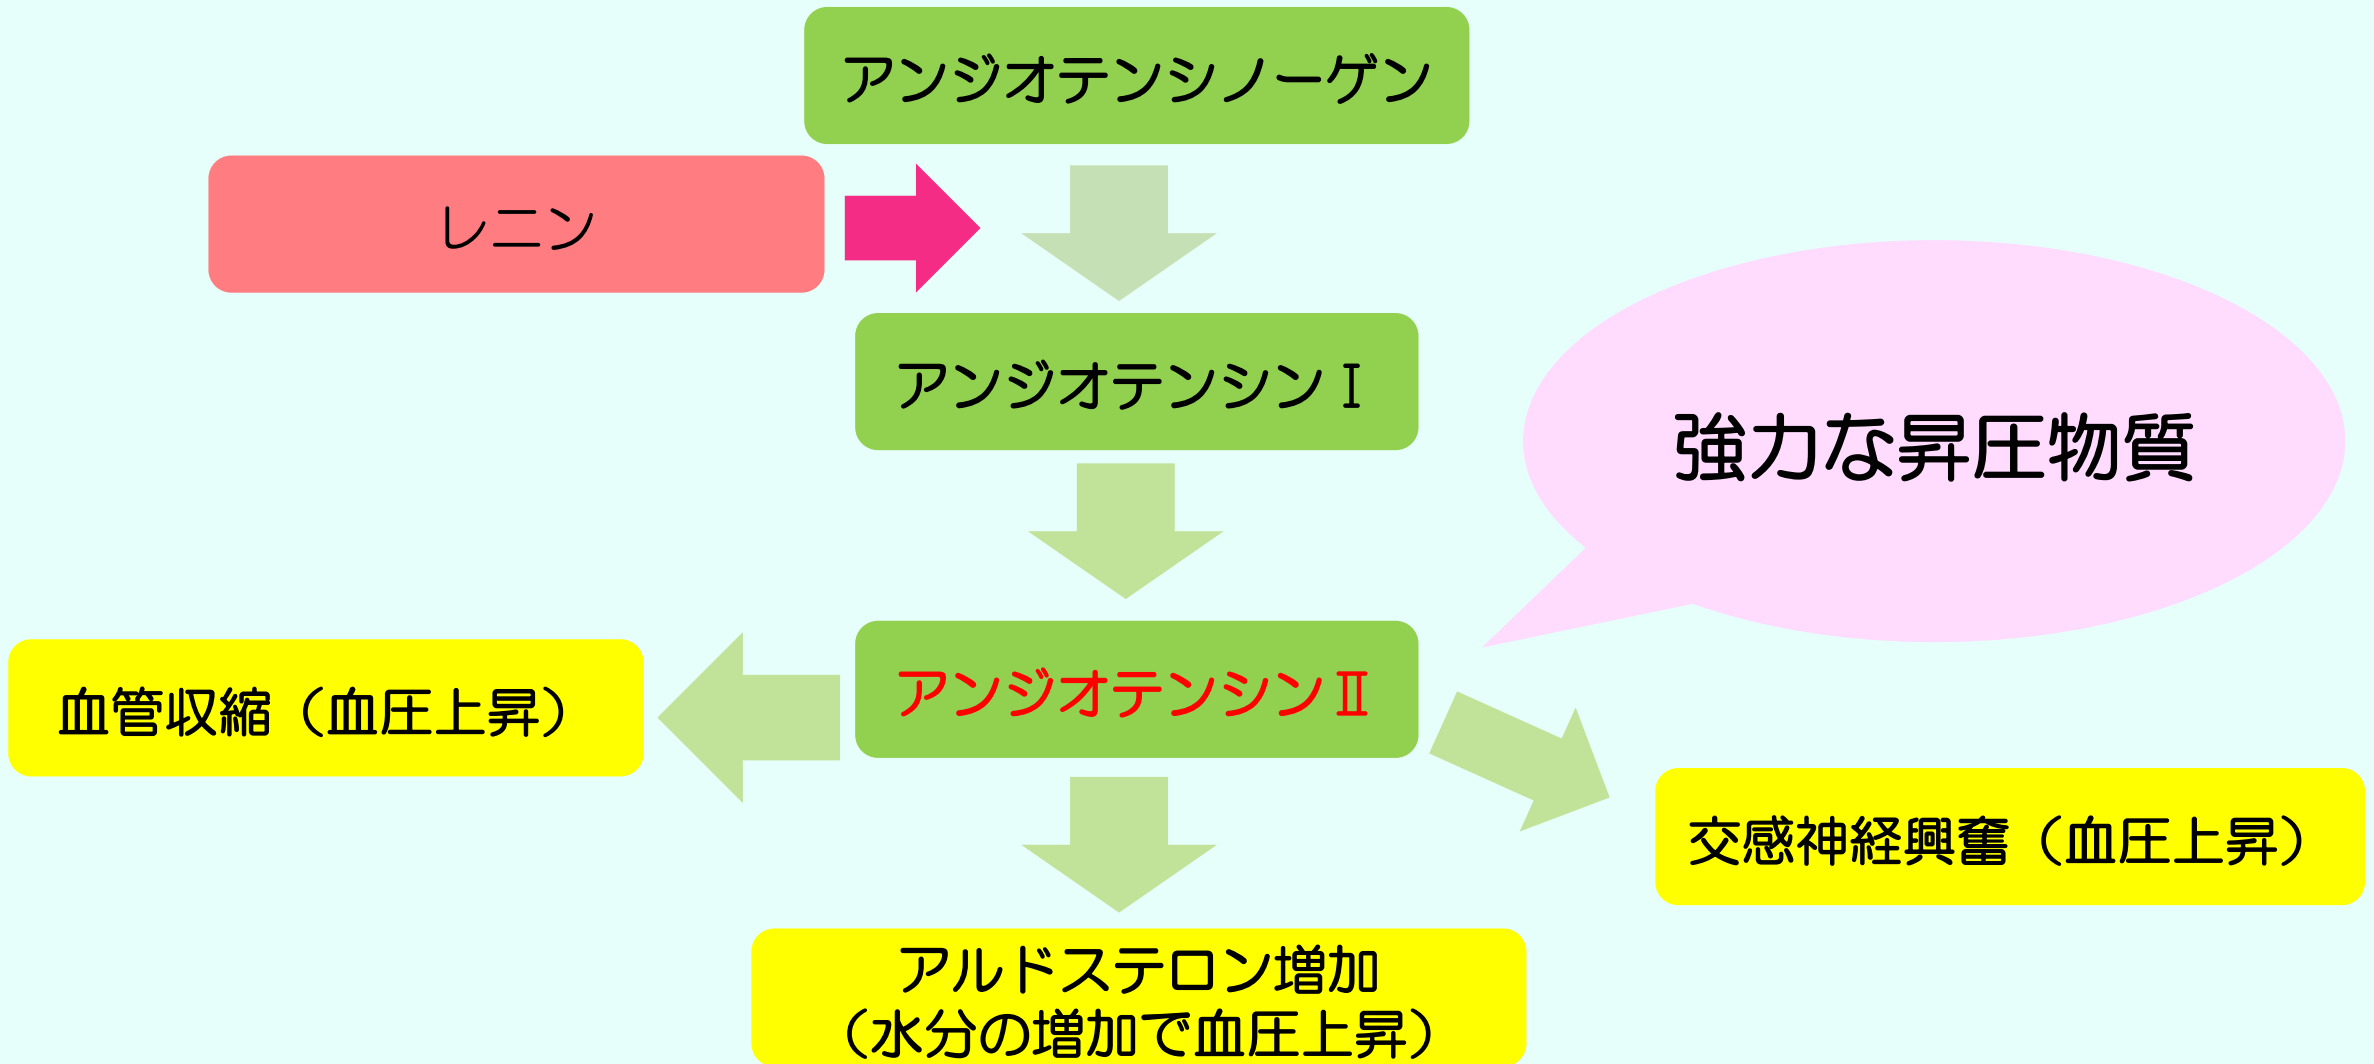 アンジオテンシノーゲン
レニン
アンジオテンシンⅠ
強力な昇圧物質
アンジオテンシンⅡ
血管収縮（血圧上昇）
交感神経興奮（血圧上昇）
アルドステロン増加
（水分の増加で血圧上昇）